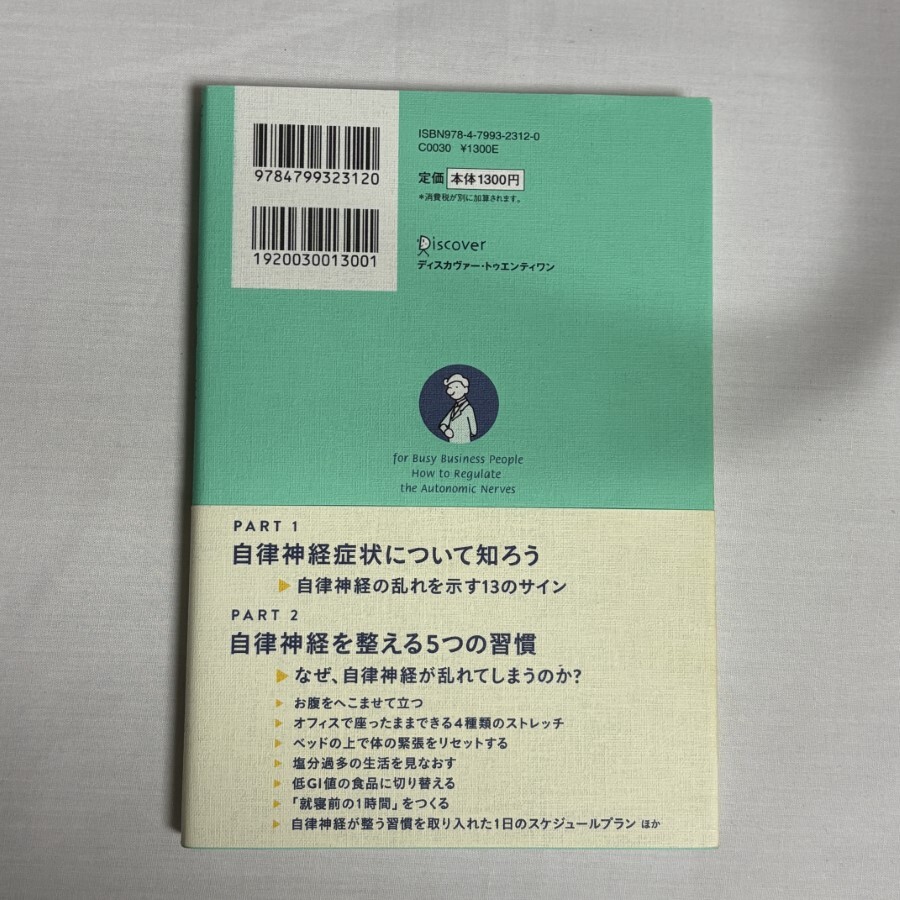 9784799323120
1920030013001
ISBN978-4-7993-2312-0
C0030 ¥1300E
定価 本体1300円
*消費税が別に加算されます。
Discover
ディスカヴァー・トゥエンティワン
for Busy Business People
How to Regulate
the Autonomic Nerves
PART 1
自律神経症状について知ろう
▶ 自律神経の乱れを示す13のサイン
PART 2
自律神経を整える5つの習慣
▶ なぜ、自律神経が乱れてしまうのか?
▶ お腹をへこませて立つ
▶ オフィスで座ったままできる4種類のストレッチ
▶ ベッドの上で体の緊張をリセットする
▶ 塩分過多の生活を見なおす
▶ 低GI値の食品に切り替える
▶ 「就寝前の1時間」をつくる
▶ 自律神経が整う習慣を取り入れた1日のスケジュールプラン ほか